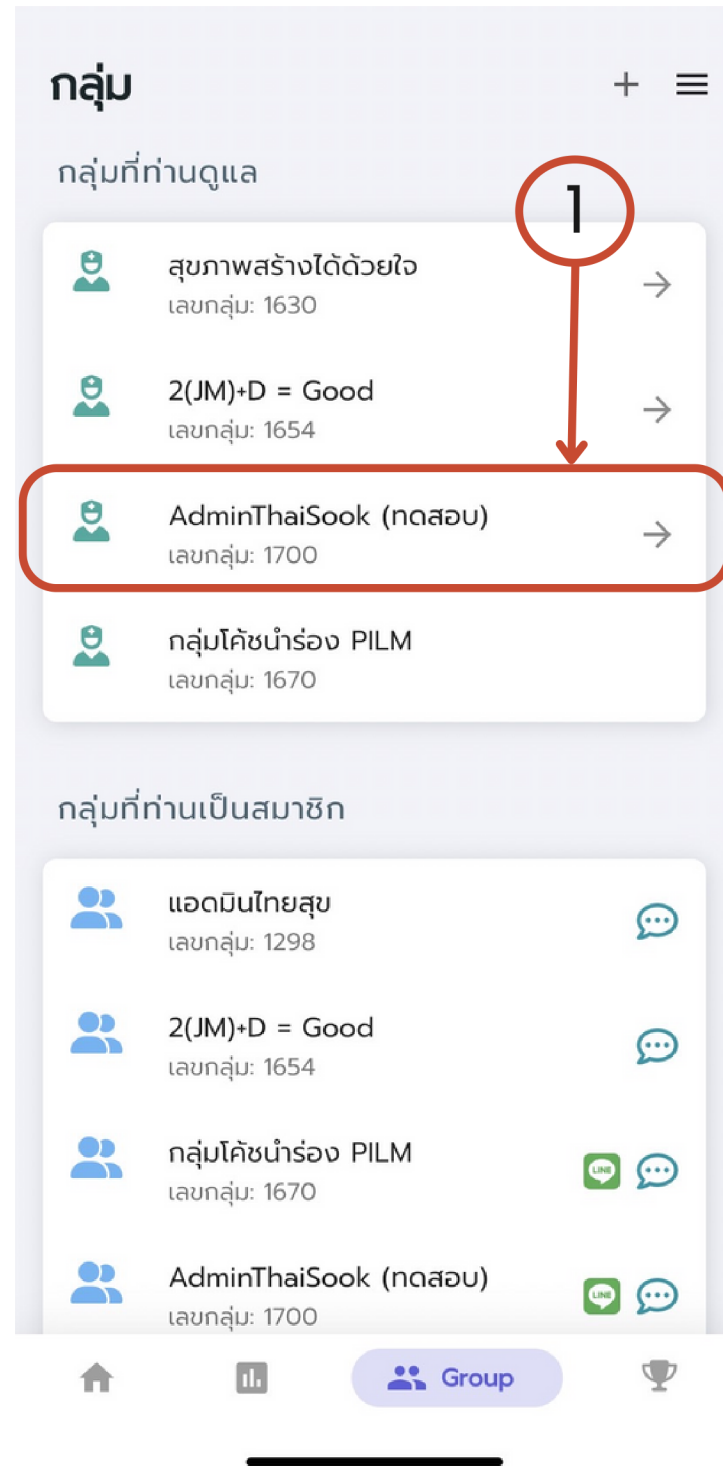 กลุ่ม
กลุ่มที่ท่านดูแล
1
สุขภาพสร้างได้ด้วยใจ
เลขกลุ่ม: 1630
2(JM)+D = Good
เลขกลุ่ม: 1654
AdminThaiSook (ทดสอบ)
เลขกลุ่ม: 1700
กลุ่มโค้ชนำร่อง PILM
เลขกลุ่ม: 1670
กลุ่มที่ท่านเป็นสมาชิก
แอดมินไทยสุข
เลขกลุ่ม: 1298
2(JM)+D = Good
เลขกลุ่ม: 1654
กลุ่มโค้ชนำร่อง PILM
LINE
เลขกลุ่ม: 1670
AdminThaiSook (ทดสอบ)
LINE
เลขกลุ่ม: 1700
Group